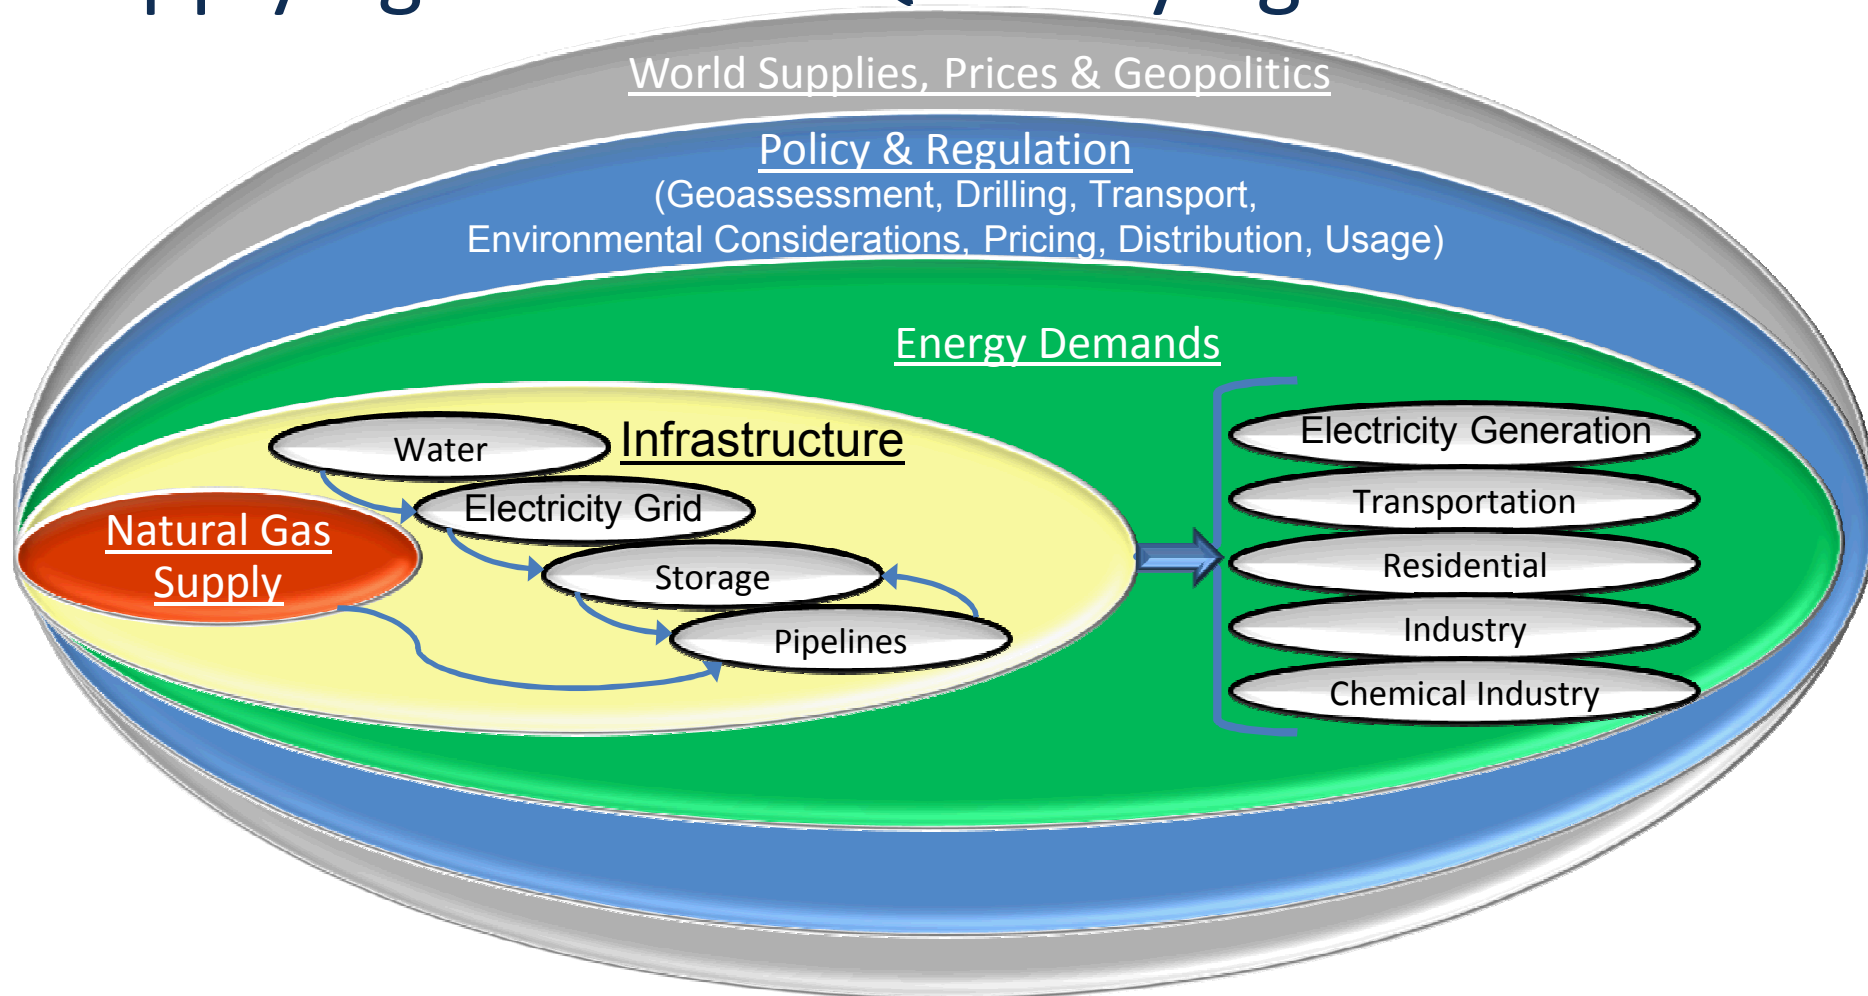 World Supplies, Prices & Geopolitics
Policy & Regulation
(Geoassessment, Drilling, Transport,
Environmental Considerations, Pricing, Distribution, Usage)
Energy Demands
Infrastructure
Water
Electricity Grid
Storage
Pipelines
Natural Gas
Supply
Electricity Generation
Transportation
Residential
Industry
Chemical Industry